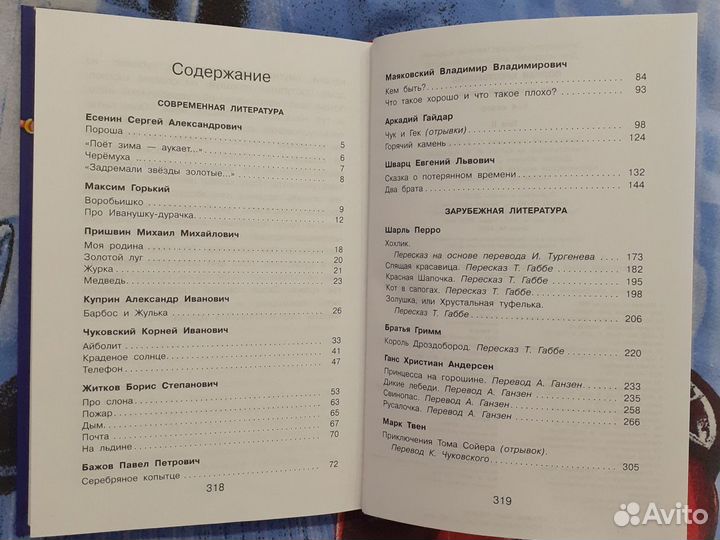 Содержание
СОВРЕМЕННАЯ ЛИТЕРАТУРА
Есенин Сергей Александрович
Пороша 5
"Поёт зима — аукает..." 6
Черёмуха 7
"Задремали звёзды золотые..." 8
Максим Горький
Воробьишко 9
Про Иванушку-дурачка. 12
Пришвин Михаил Михайлович
Моя родина 18
Золотой луг 20
Журка 21
Медведь 23
Куприн Александр Иванович
Барбос и Жулька 26
Чуковский Корней Иванович
Айболит 33
Краденое солнце 41
Телефон 47
Житков Борис Степанович
Про слона 53
Пожар 63
Дым 65
Почта 67
На льдине 70
Бажов Павел Петрович
Серебряное копытце 72
318
Маяковский Владимир Владимирович
Кем быть? 84
Что такое хорошо и что такое плохо? 93
Аркадий Гайдар
Чук и Гек (отрывки) 98
Горячий камень 124
Шварц Евгений Львович
Сказка о потерянном времени 132
Два брата 144
ЗАРУБЕЖНАЯ ЛИТЕРАТУРА
Шарль Перро
Хохлик.
Пересказ на основе перевода И. Тургенева 173
Спящая красавица. Пересказ Т. Габбе 182
Красная Шапочка. Пересказ Т. Габбе 195
Кот в сапогах. Пересказ Т. Габбе 198
Золушка, или Хрустальная туфелька.
Пересказ Т. Габбе 206
Братья Гримм
Король Дроздобород. Пересказ Т. Габбе 220
Ганс Христиан Андерсен
Принцесса на горошине. Перевод А. Ганзен 233
Дикие лебеди. Перевод А. Ганзен 235
Свинопас. Перевод А. Ганзен 258
Русалочка. Перевод А. Ганзен 266
Марк Твен
Приключения Тома Сойера (отрывок).
Перевод К. Чуковского 305
319
Avito